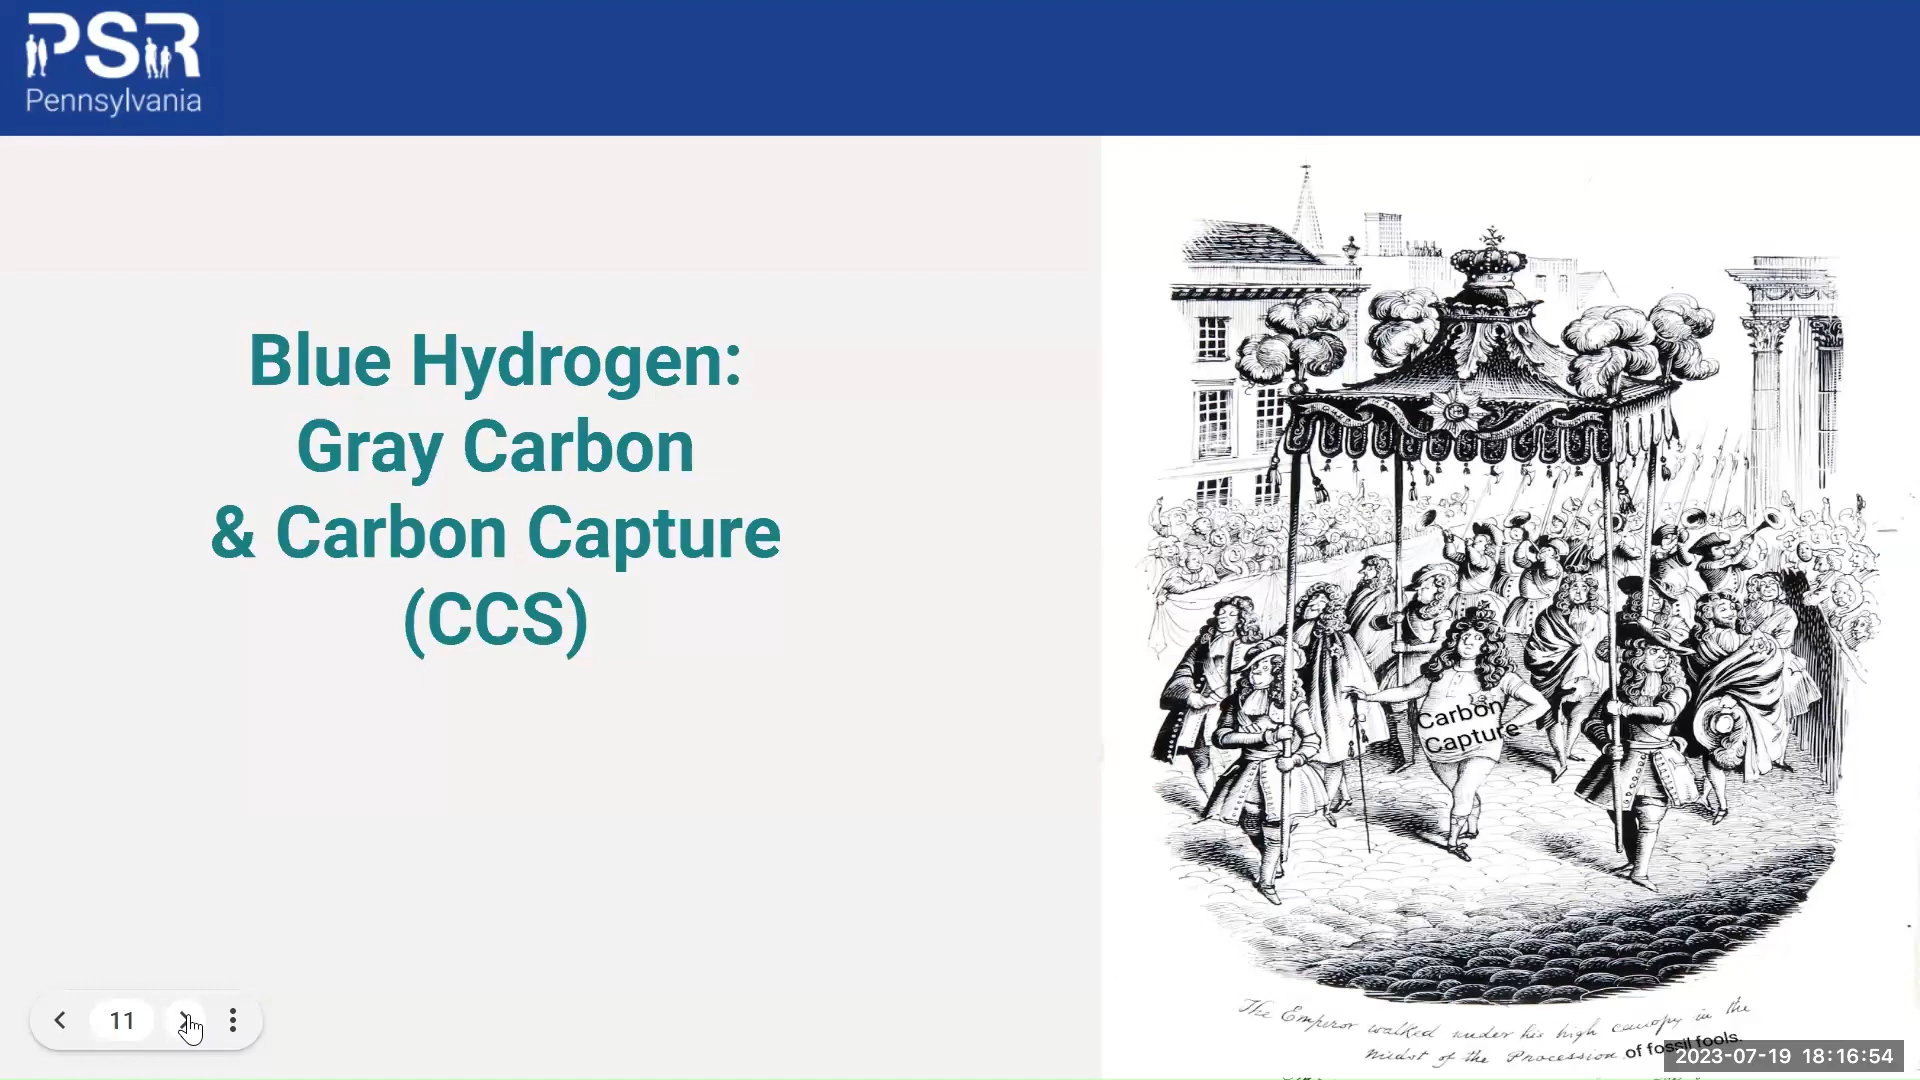 PSR
Pennsylvania
Blue Hydrogen:
Gray Carbon
& Carbon Capture
(CCS)
Carbon
Capture
The Emperor walked under his high canopy in the
midst of the Procession of fossil fools.
11
2023-07-19 18:16:54